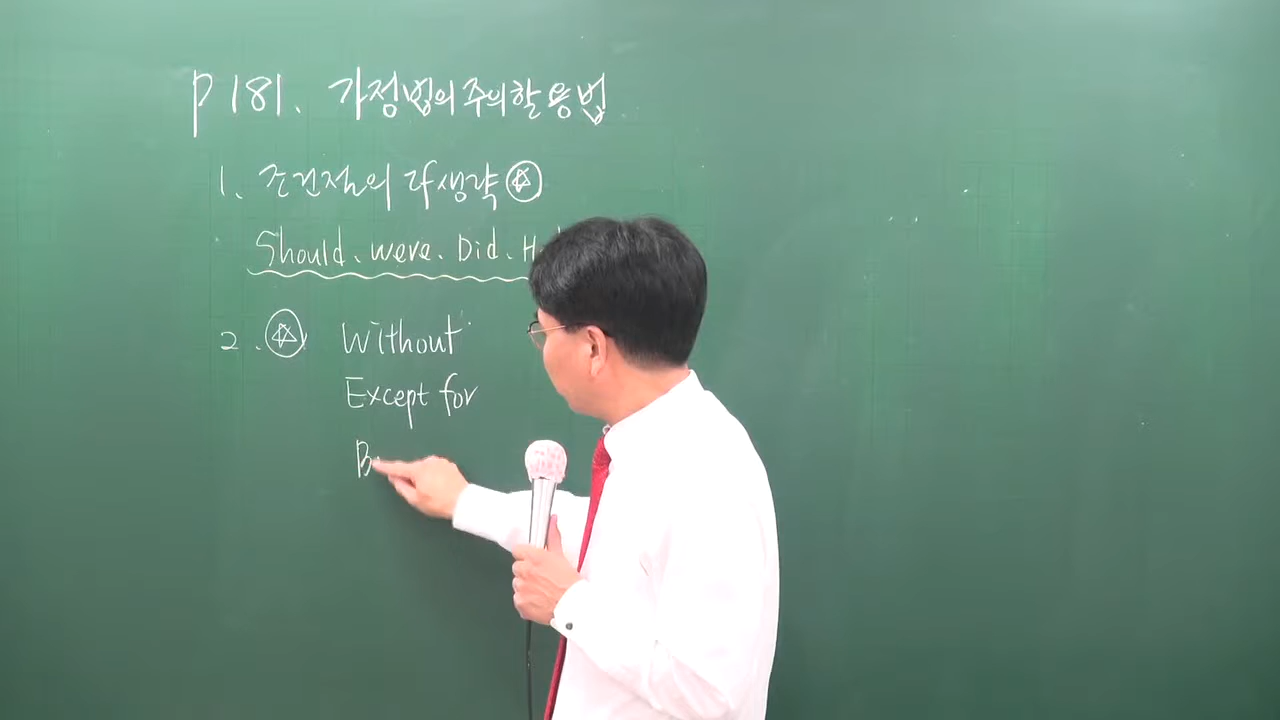 P 181. 가정법의 주의할 용법
1. 조건절의 if 생략
Should. were. Did. H
2. Without
Except for
B